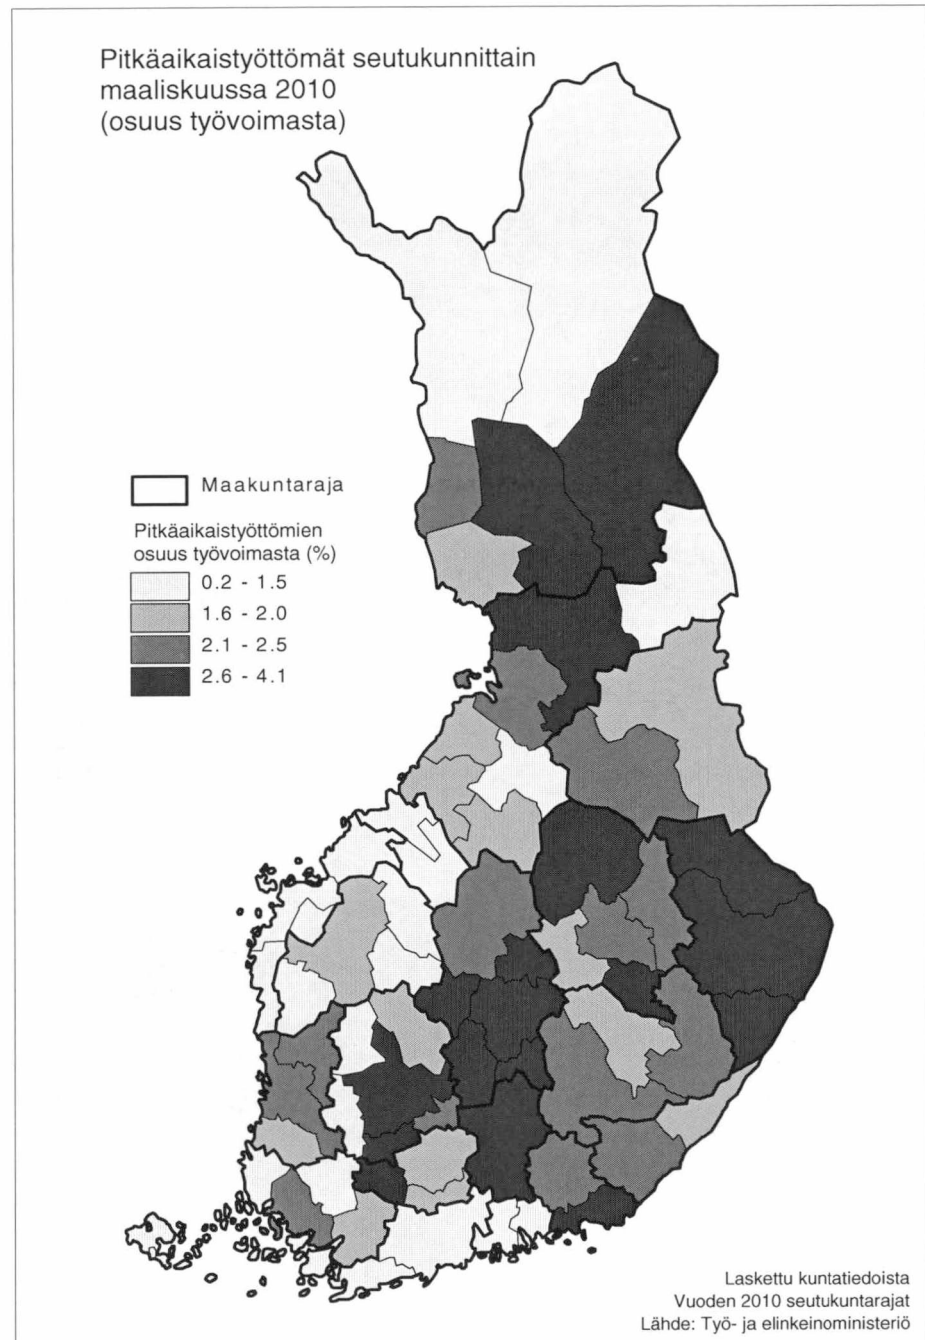 Pitkäaikaistyöttömät seutukunnittain
maaliskuussa 2010
(osuus työvoimasta)
Maakuntaraja
Pitkäaikaistyöttömien
osuus työvoimasta (%)
0.2 - 1.5
1.6 - 2.0
2.1 - 2.5
2.6 - 4.1
Laskettu kuntatiedoista
Vuoden 2010 seutukuntarajat
Lähde: Työ- ja elinkeinoministeriö